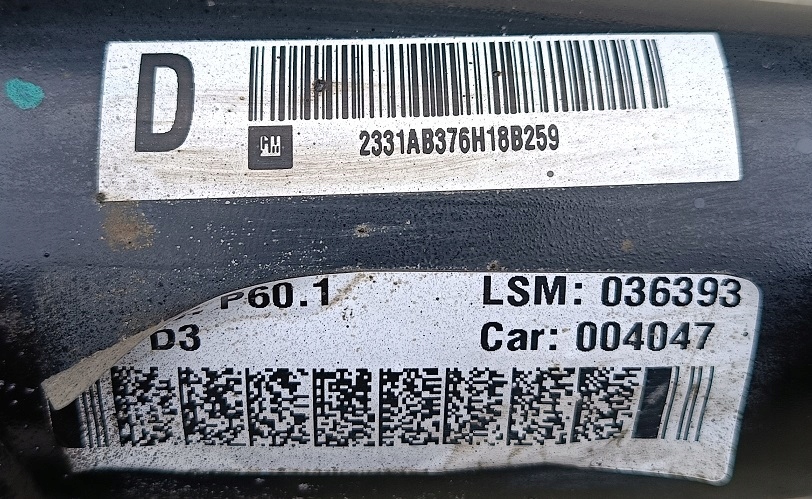 D
GM
2331AB376H18B259
P60.1 LSM: 036393
D3 Car: 004047